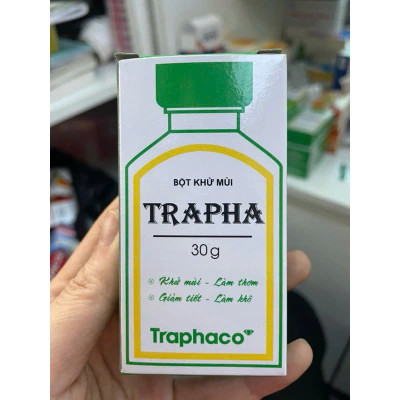 BỘT KHỬ MÙI
TRAPHA
30g
Khử mùi - Làm thơm
Giảm tiết - Làm khô
Traphaco